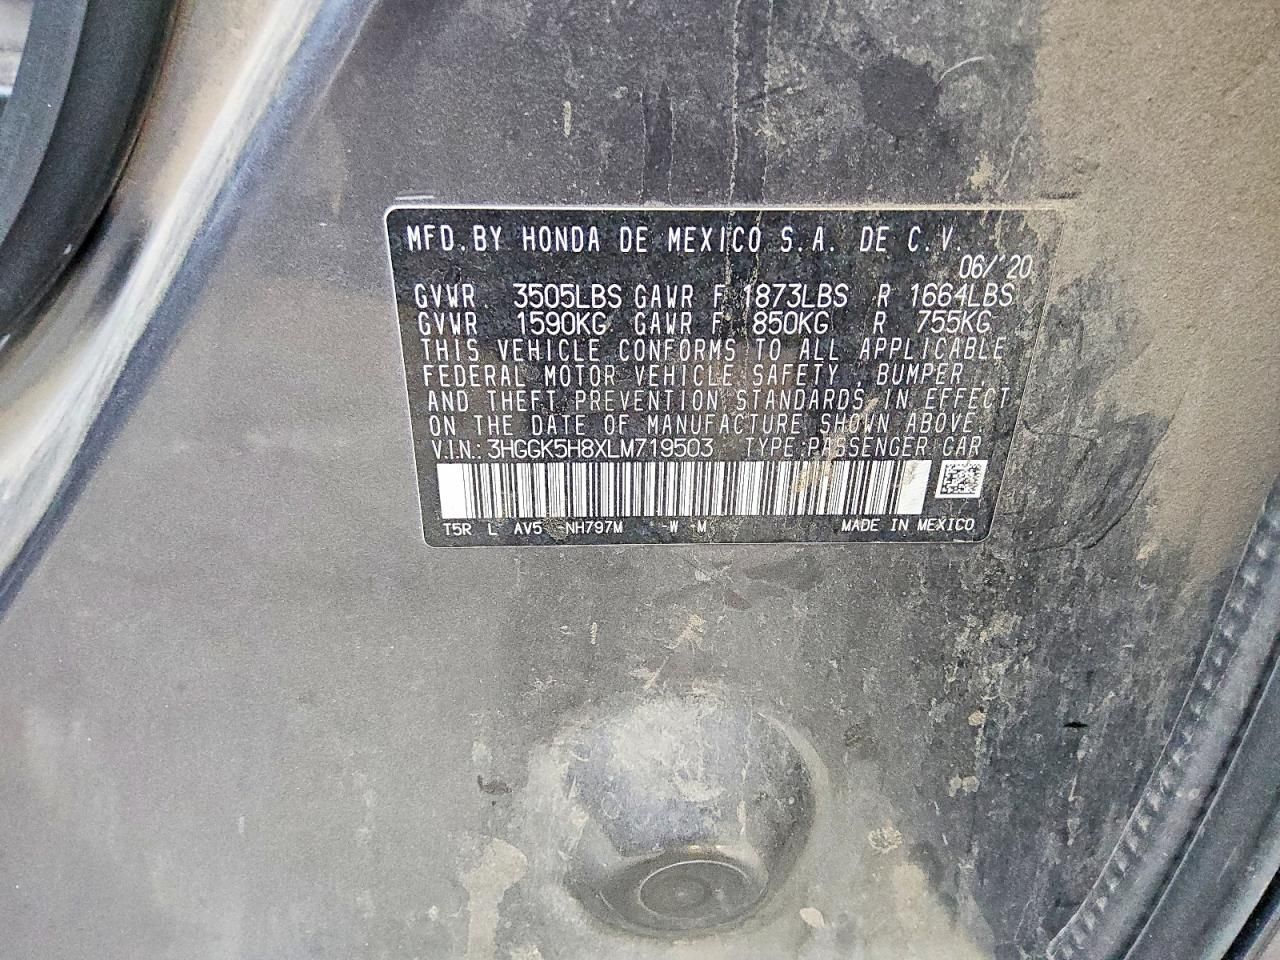 MFD. BY HONDA DE MEXICO S.A. DE C.V.
06/'20
GVWR 3505LBS GAWR F 1873LBS R 1664LBS
GVWR 1590KG GAWR F 850KG R 755KG
THIS VEHICLE CONFORMS TO ALL APPLICABLE
FEDERAL MOTOR VEHICLE SAFETY, BUMPER,
AND THEFT PREVENTION STANDARDS IN EFFECT
ON THE DATE OF MANUFACTURE SHOWN ABOVE.
V.I.N.: 3HGGK5H8XLM719503 TYPE:PASSENGER CAR
T5R L AV5 -NH797M -W -M MADE IN MEXICO